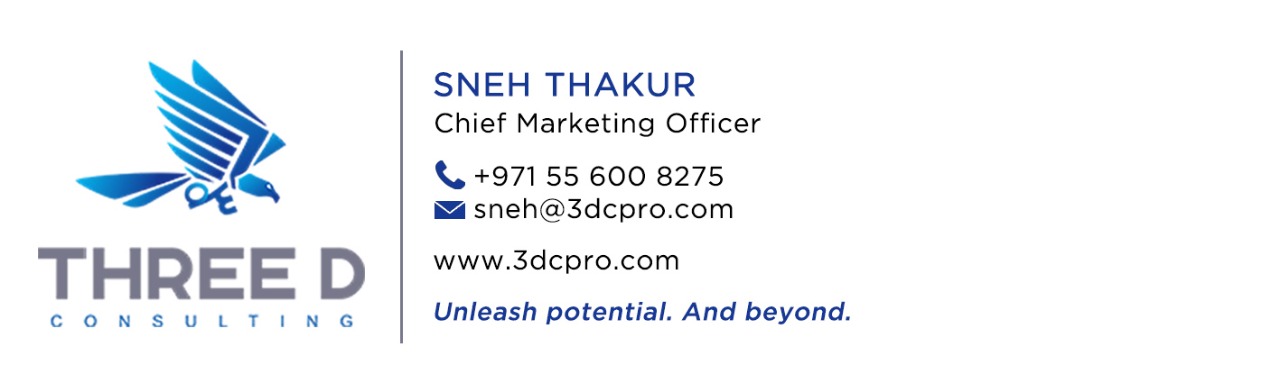 THREE D
CONSULTING
SNEH THAKUR
Chief Marketing Officer
+971 55 600 8275
sneh@3dcpro.com
www.3dcpro.com
Unleash potential. And beyond.